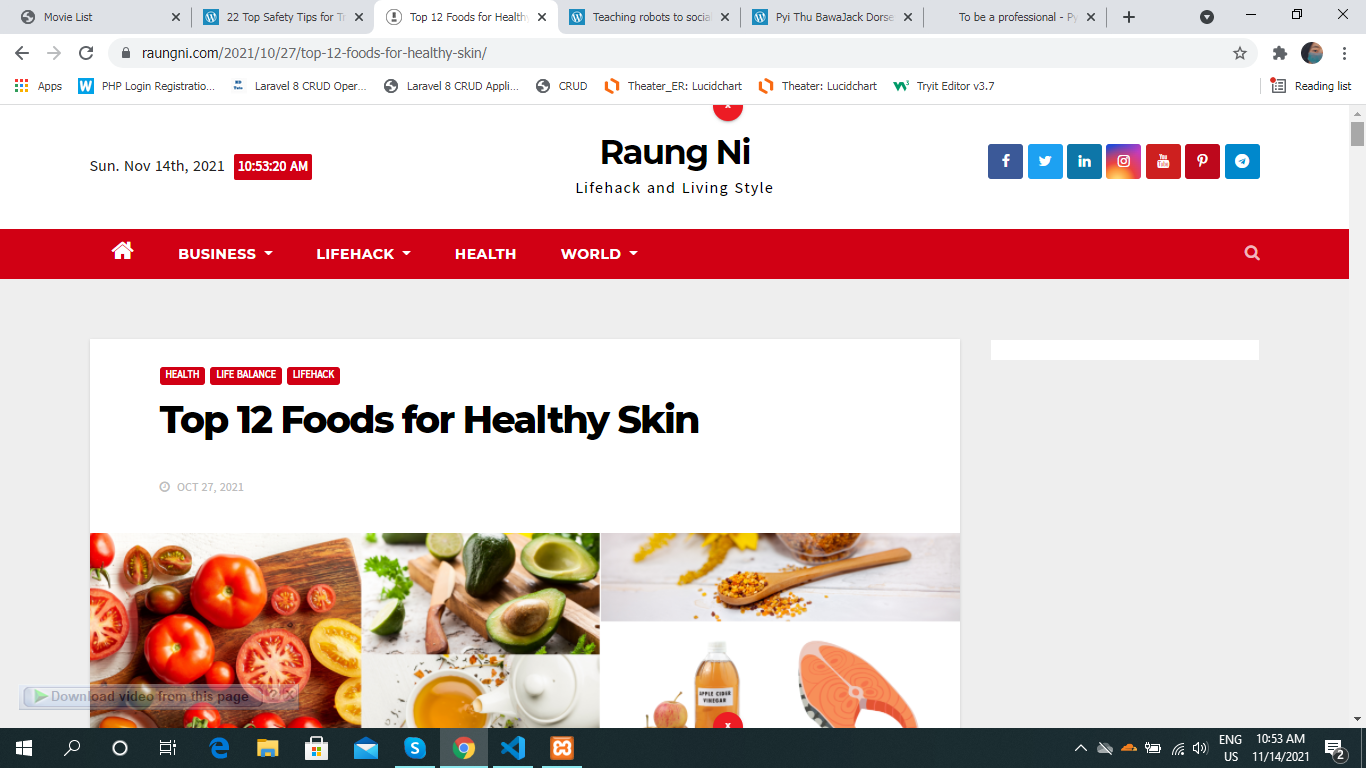 Movie List
22 Top Safety Tips for Tr
Top 12 Foods for Healthy
Teaching robots to social
Pyi Thu BawaJack Dorse
To be a professional - Py
raungni.com/2021/10/27/top-12-foods-for-healthy-skin/
Apps
PHP Login Registratio...
Laravel 8 CRUD Oper...
Laravel 8 CRUD Appli...
CRUD
Theater_ER: Lucidchart
Theater: Lucidchart
Tryit Editor v3.7
Reading list
Sun. Nov 14th, 2021 10:53:20 AM
Raung Ni
Lifehack and Living Style
BUSINESS
LIFEHACK
HEALTH
WORLD
HEALTH
LIFE BALANCE
LIFEHACK
Top 12 Foods for Healthy Skin
OCT 27, 2021
APPLE CIDER
VINEGAR
Download video from this page
ENG
US
10:53 AM
11/14/2021
2